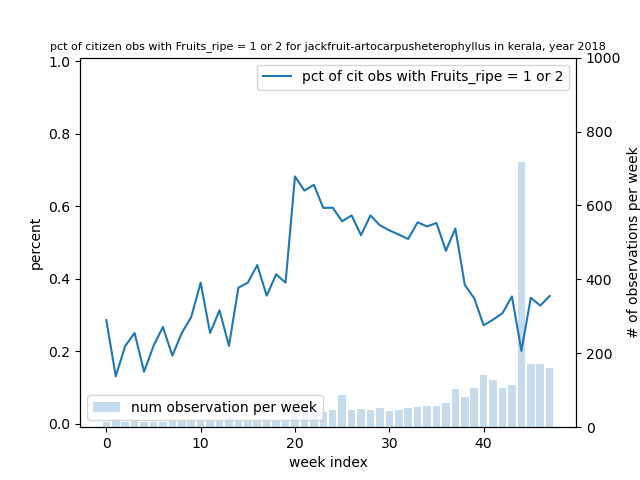 pct of citizen obs with Fruits_ripe = 1 or 2 for jackfruit-artocarpusheterophyllus in kerala, year 2018
pct of cit obs with Fruits_ripe = 1 or 2
1.0
0.8
0.6
0.4
0.2
0.0
percent
1000
800
600
400
200
0
# of observations per week
num observation per week
0 10 20 30 40
week index